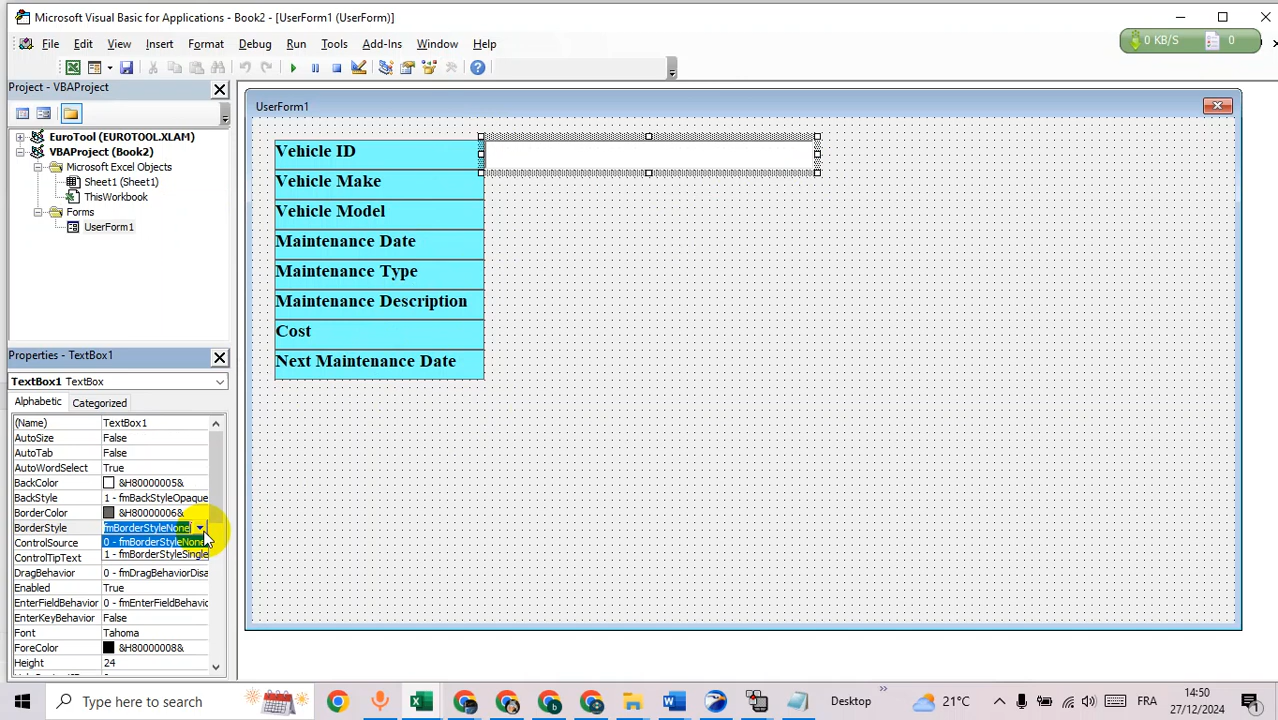 Microsoft Visual Basic for Applications - Book2 - [UserForm1 (UserForm)]
File Edit View Insert Format Debug Run Tools Add-Ins Window Help
0 KB/S 0
Project - VBAProject
EuroTool (EUROTOOL.XLAM)
VBAProject (Book2)
Microsoft Excel Objects
Sheet1 (Sheet1)
ThisWorkbook
Forms
UserForm1
UserForm1
Vehicle ID
Vehicle Make
Vehicle Model
Maintenance Date
Maintenance Type
Maintenance Description
Cost
Next Maintenance Date
Properties - TextBox1
TextBox1 TextBox
Alphabetic Categorized
(Name) TextBox1
AutoSize False
AutoTab False
AutoWordSelect True
BackColor &H80000005&
BackStyle 1 - fmBackStyleOpaque
BorderColor &H80000006&
BorderStyle fmBorderStyleNone
ControlSource 0 - fmBorderStyleNone
ControlTipText 1 - fmBorderStyleSingle
DragBehavior 0 - fmDragBehaviorDisa
Enabled True
EnterFieldBehavior 0 - fmEnterFieldBehavio
EnterKeyBehavior False
Font Tahoma
ForeColor &H80000008&
Height 24
Type here to search
Desktop
21°C
FRA
14:50
27/12/2024